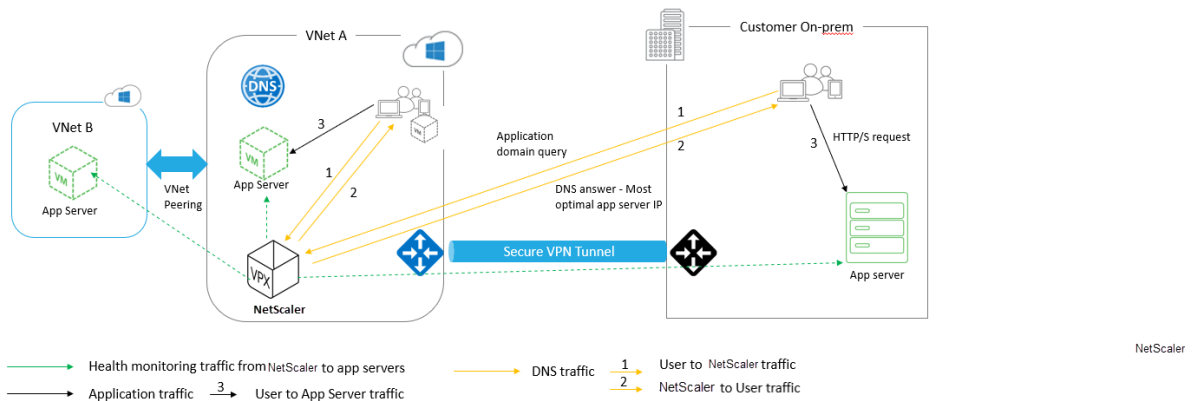 VNet A
Customer On-prem
DNS
VNet B
VM
App Server
VNet
Peering
VM
App Server
VM
3
1
2
Application
domain query
DNS answer - Most
optimal app server IP
1
2
HTTP/S request
3
Secure VPN Tunnel
App server
VPX
NetScaler
NetScaler
Health monitoring traffic from NetScaler to app servers
Application traffic 3 User to App Server traffic
DNS traffic 1 User to NetScaler traffic
2 NetScaler to User traffic